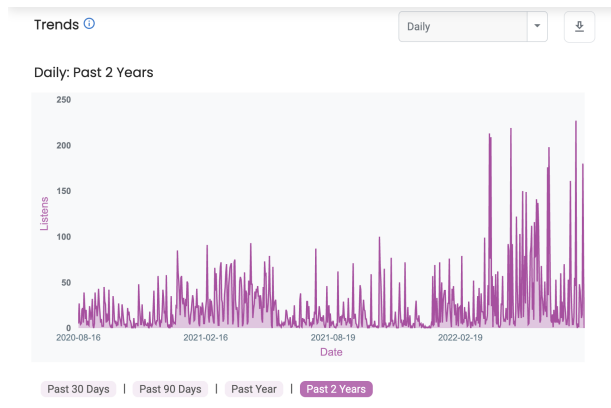 Trends
Daily
Daily: Past 2 Years
250
200
150
100
50
0
Listens
2020-08-16 2021-02-16 2021-08-19 2022-02-19
Date
Past 30 Days | Past 90 Days | Past Year | Past 2 Years